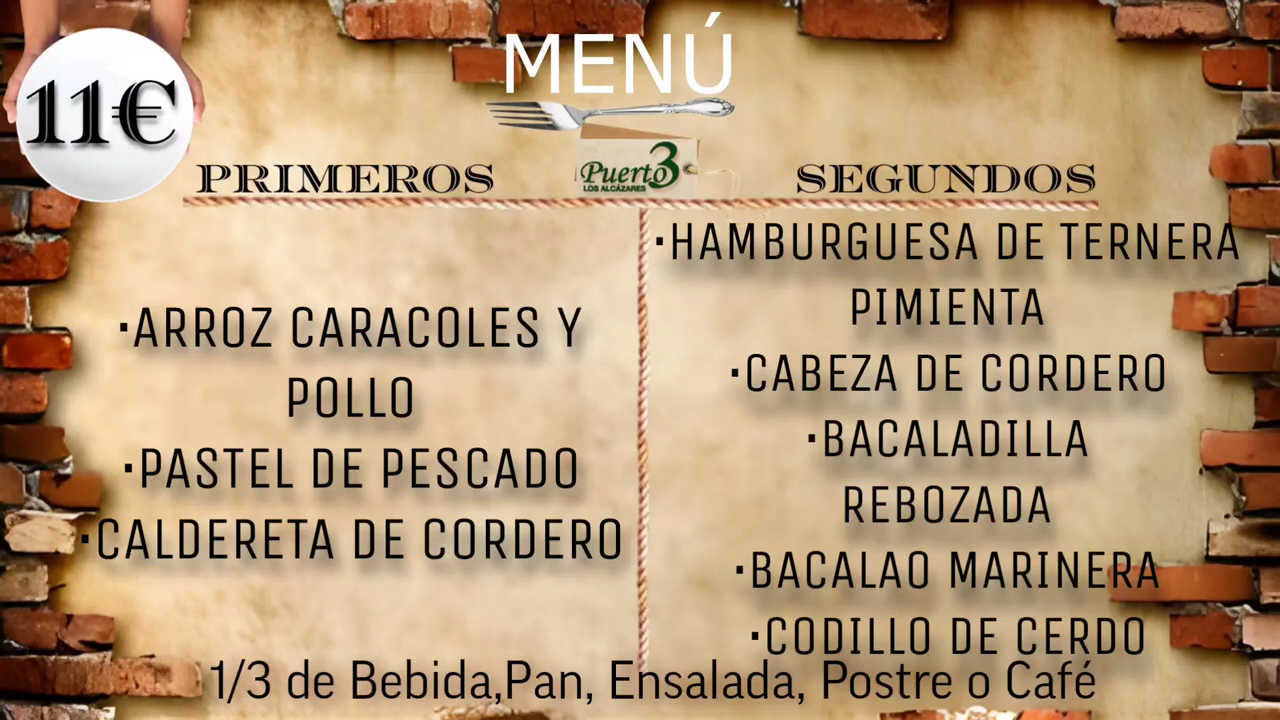 11€
MENÚ
Puerto 3
LOS ALCÁZARES
PRIMEROS
·ARROZ CARACOLES Y
POLLO
·PASTEL DE PESCADO
·CALDERETA DE CORDERO
SEGUNDOS
·HAMBURGUESA DE TERNERA
PIMIENTA
·CABEZA DE CORDERO
·BACALADILLA
REBOZADA
·BACALAO MARINERA
·CODILLO DE CERDO
1/3 de Bebida,Pan, Ensalada, Postre o Café